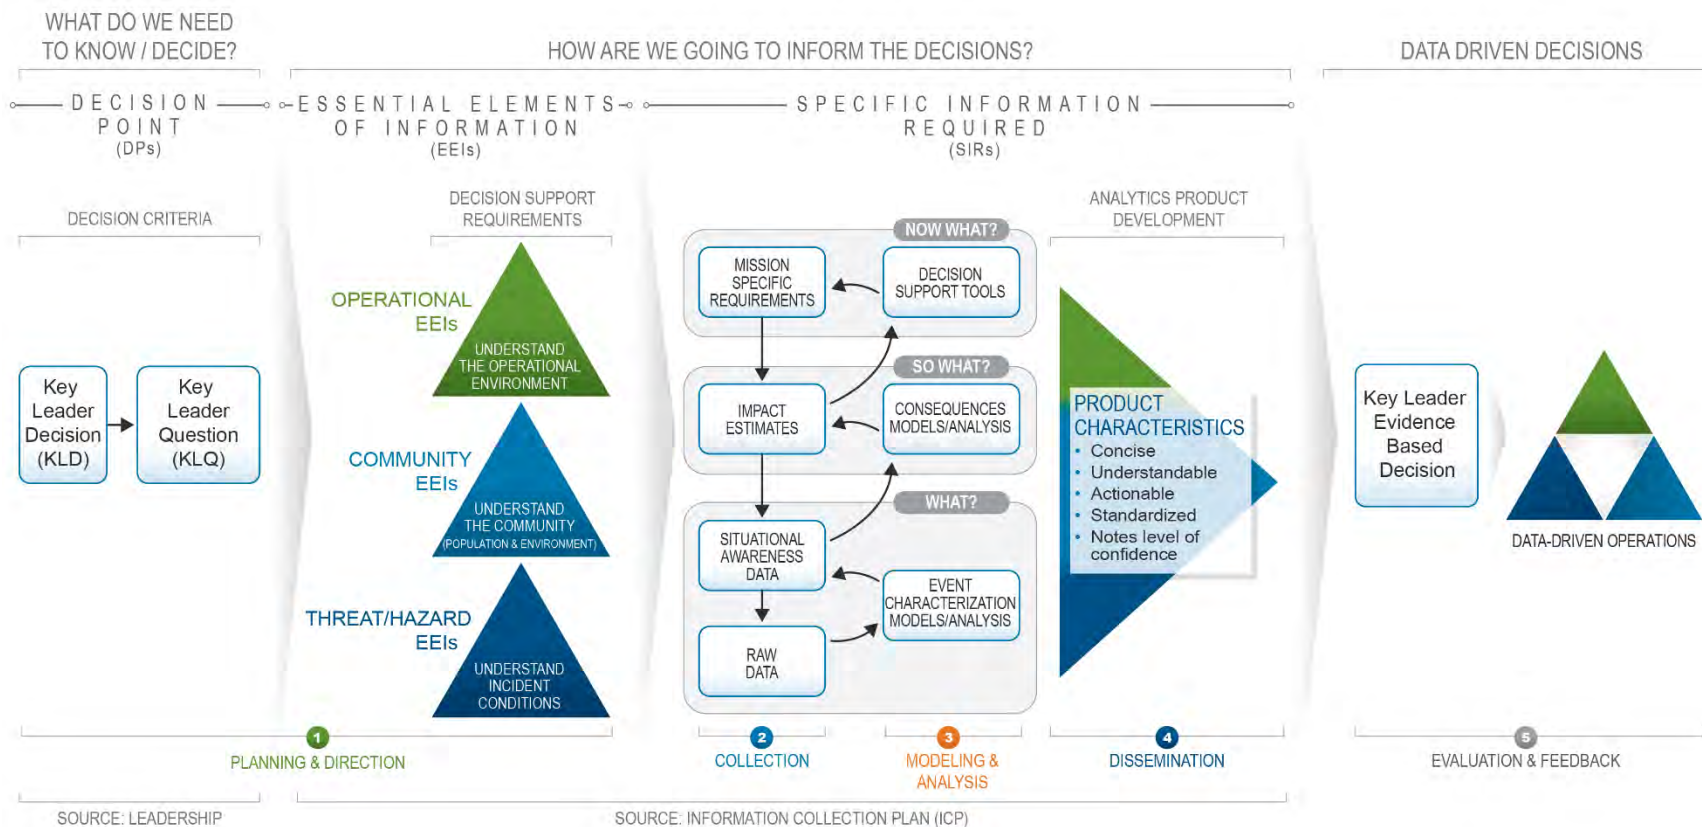 WHAT DO WE NEED
TO KNOW / DECIDE?
HOW ARE WE GOING TO INFORM THE DECISIONS?
DATA DRIVEN DECISIONS
DECISION
POINT
(DPs)
ESSENTIAL ELEMENTS
OF INFORMATION
(EEIs)
SPECIFIC INFORMATION
REQUIRED
(SIRs)
DECISION CRITERIA
DECISION SUPPORT
REQUIREMENTS
ANALYTICS PRODUCT
DEVELOPMENT
Key
Leader
Decision
(KLD)
Key
Leader
Question
(KLQ)
OPERATIONAL
EEIs
UNDERSTAND
THE OPERATIONAL
ENVIRONMENT
COMMUNITY
EEIs
UNDERSTAND
THE COMMUNITY
(POPULATION & ENVIRONMENT)
THREAT/HAZARD
EEIs
UNDERSTAND
INCIDENT
CONDITIONS
NOW WHAT?
MISSION
SPECIFIC
REQUIREMENTS
DECISION
SUPPORT TOOLS
SO WHAT?
IMPACT
ESTIMATES
CONSEQUENCES
MODELS/ANALYSIS
WHAT?
SITUATIONAL
AWARENESS
DATA
EVENT
CHARACTERIZATION
MODELS/ANALYSIS
RAW
DATA
PRODUCT
CHARACTERISTICS
• Concise
• Understandable
• Actionable
• Standardized
• Notes level of
confidence
Key Leader
Evidence
Based
Decision
DATA-DRIVEN OPERATIONS
1
PLANNING & DIRECTION
2
COLLECTION
3
MODELING &
ANALYSIS
4
DISSEMINATION
5
EVALUATION & FEEDBACK
SOURCE: LEADERSHIP
SOURCE: INFORMATION COLLECTION PLAN (ICP)